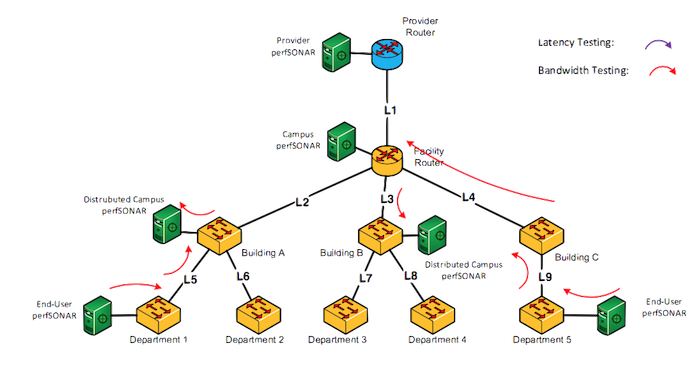 Provider
Router
Provider
perfSONAR
Latency Testing:
Bandwidth Testing:
L1
Campus
perfSONAR
Facility
Router
L2
L3
L4
Distrubuted Campus
perfSONAR
Building A
Building B
Building C
Distributed Campus
perfSONAR
L5
L6
L7
L8
L9
End-User
perfSONAR
End-User
perfSONAR
Department 1
Department 2
Department 3
Department 4
Department 5